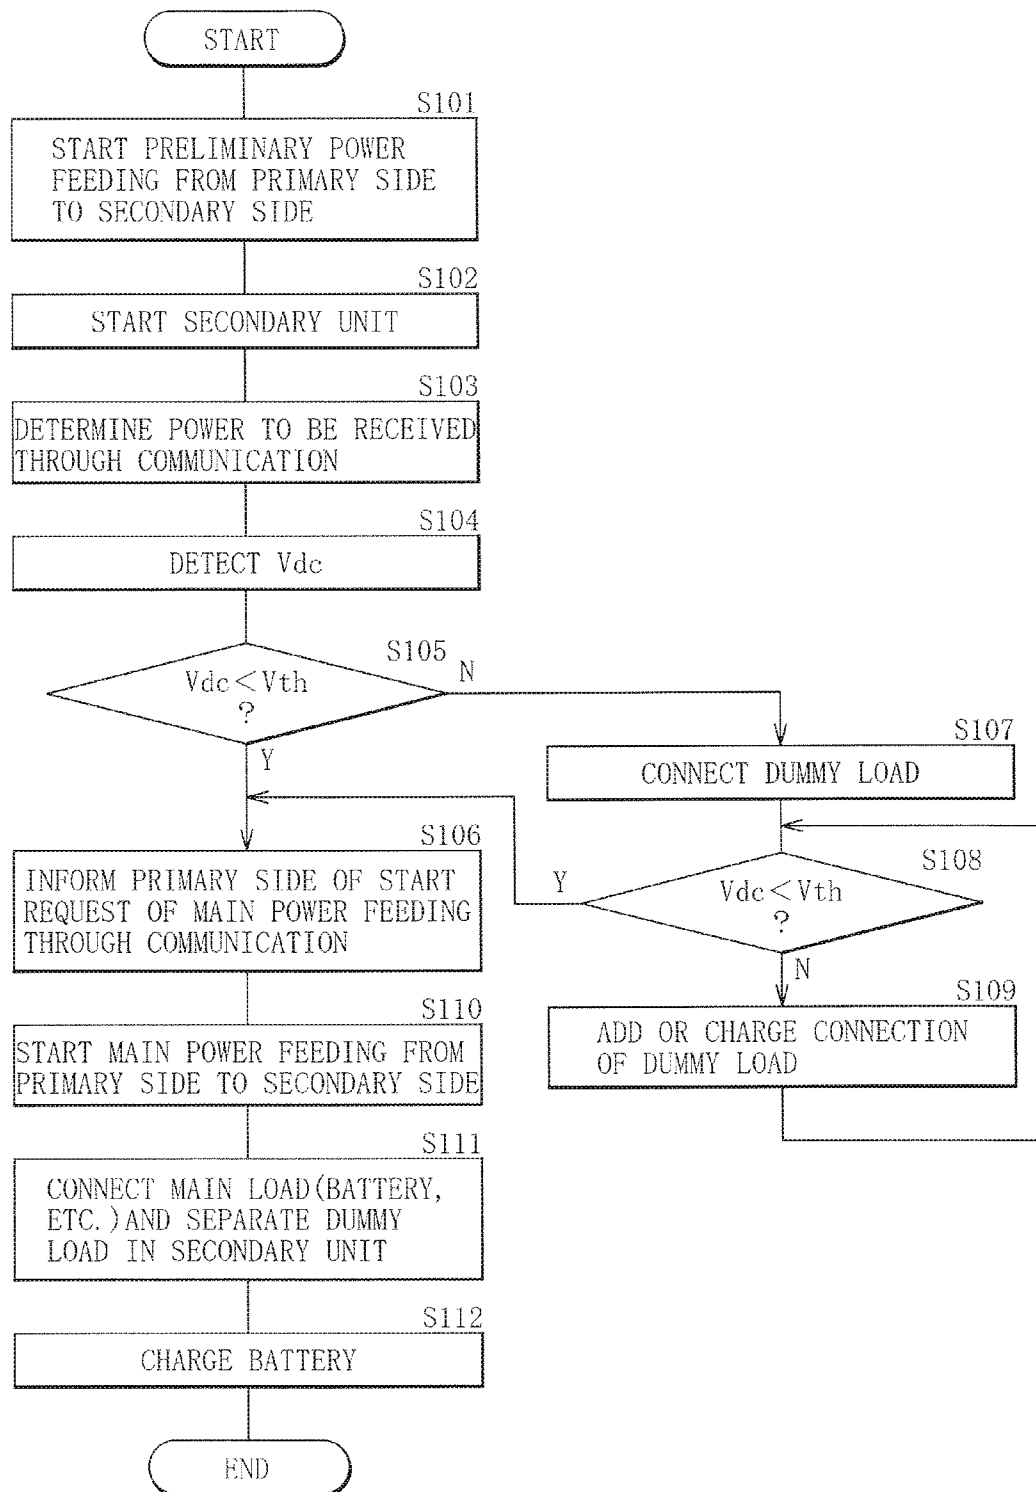 START
S101
START PRELIMINARY POWER
FEEDING FROM PRIMARY SIDE
TO SECONDARY SIDE
S102
START SECONDARY UNIT
S103
DETERMINE POWER TO BE RECEIVED
THROUGH COMMUNICATION
S104
DETECT Vdc
S105
Vdc<Vth
?
N
Y
S107
CONNECT DUMMY LOAD
S106
INFORM PRIMARY SIDE OF START
REQUEST OF MAIN POWER FEEDING
THROUGH COMMUNICATION
S108
Vdc<Vth
?
Y
N
S109
ADD OR CHARGE CONNECTION
OF DUMMY LOAD
S110
START MAIN POWER FEEDING FROM
PRIMARY SIDE TO SECONDARY SIDE
S111
CONNECT MAIN LOAD(BATTERY,
ETC.)AND SEPARATE DUMMY
LOAD IN SECONDARY UNIT
S112
CHARGE BATTERY
END